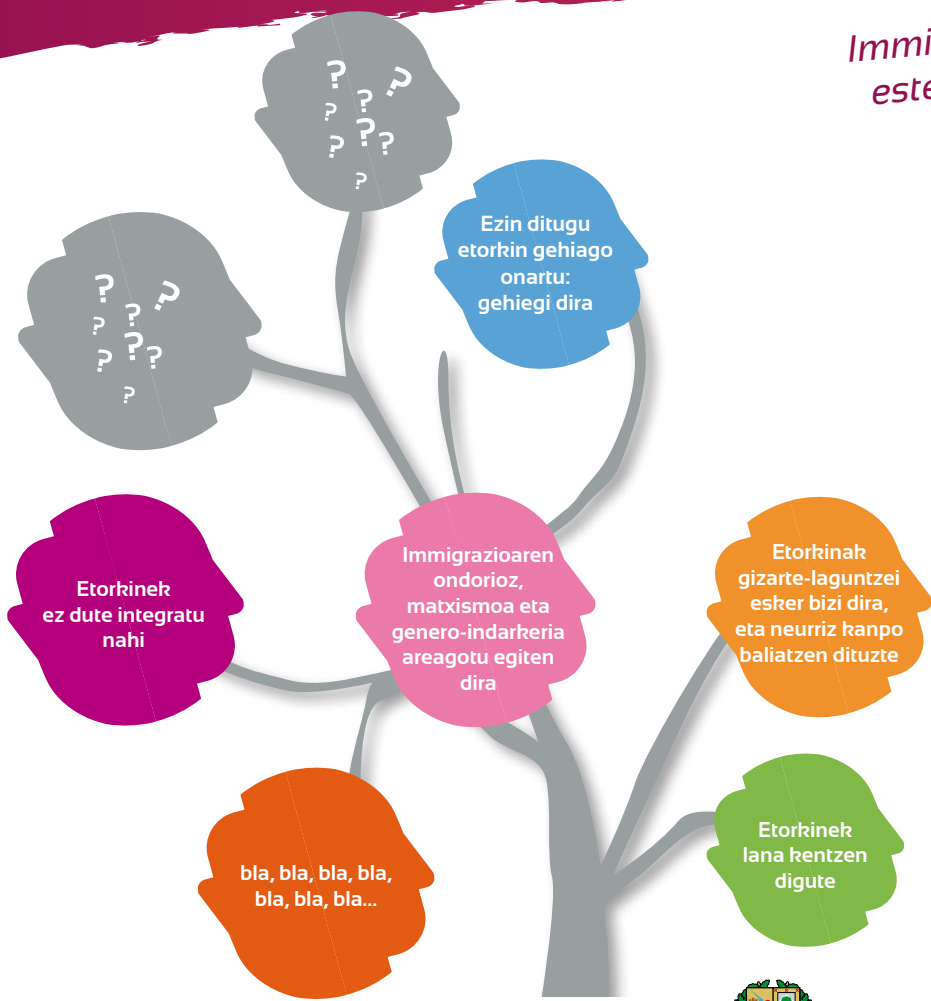 ? ? ? ? ? ? ? ?
Ezin ditugu
etorkin gehiago
onartu:
gehiegi dira
? ? ? ? ? ? ? ?
Etorkinek
ez dute integratu
nahi
Immigrazioaren
ondorioz,
matxismoa eta
genero-indarkeria
areagotu egiten
dira
Etorkinak
gizarte-laguntzei
esker bizi dira,
eta neurriz kanpo
baliatzen dituzte
bla, bla, bla, bla,
bla, bla, bla...
Etorkinek
lana kentzen
digute